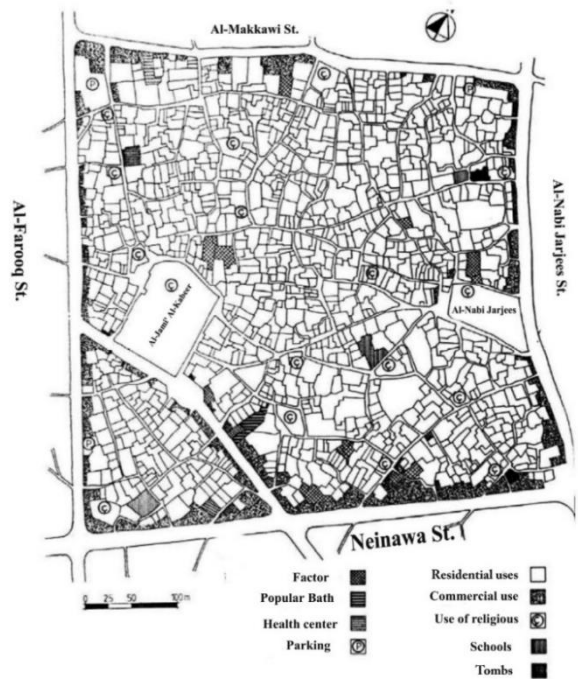 Al-Makkawi St.
Al-Farooq St.
Al-Nabi Jarjees St.
Al-Jami' Al-Kabeer
Al-Nabi Jarjees
Neinawa St.
0 25 50 100 m
Factor
Popular Bath
Health center
P
Parking
Residential uses
Commercial use
Use of religious
Schools
Tombs